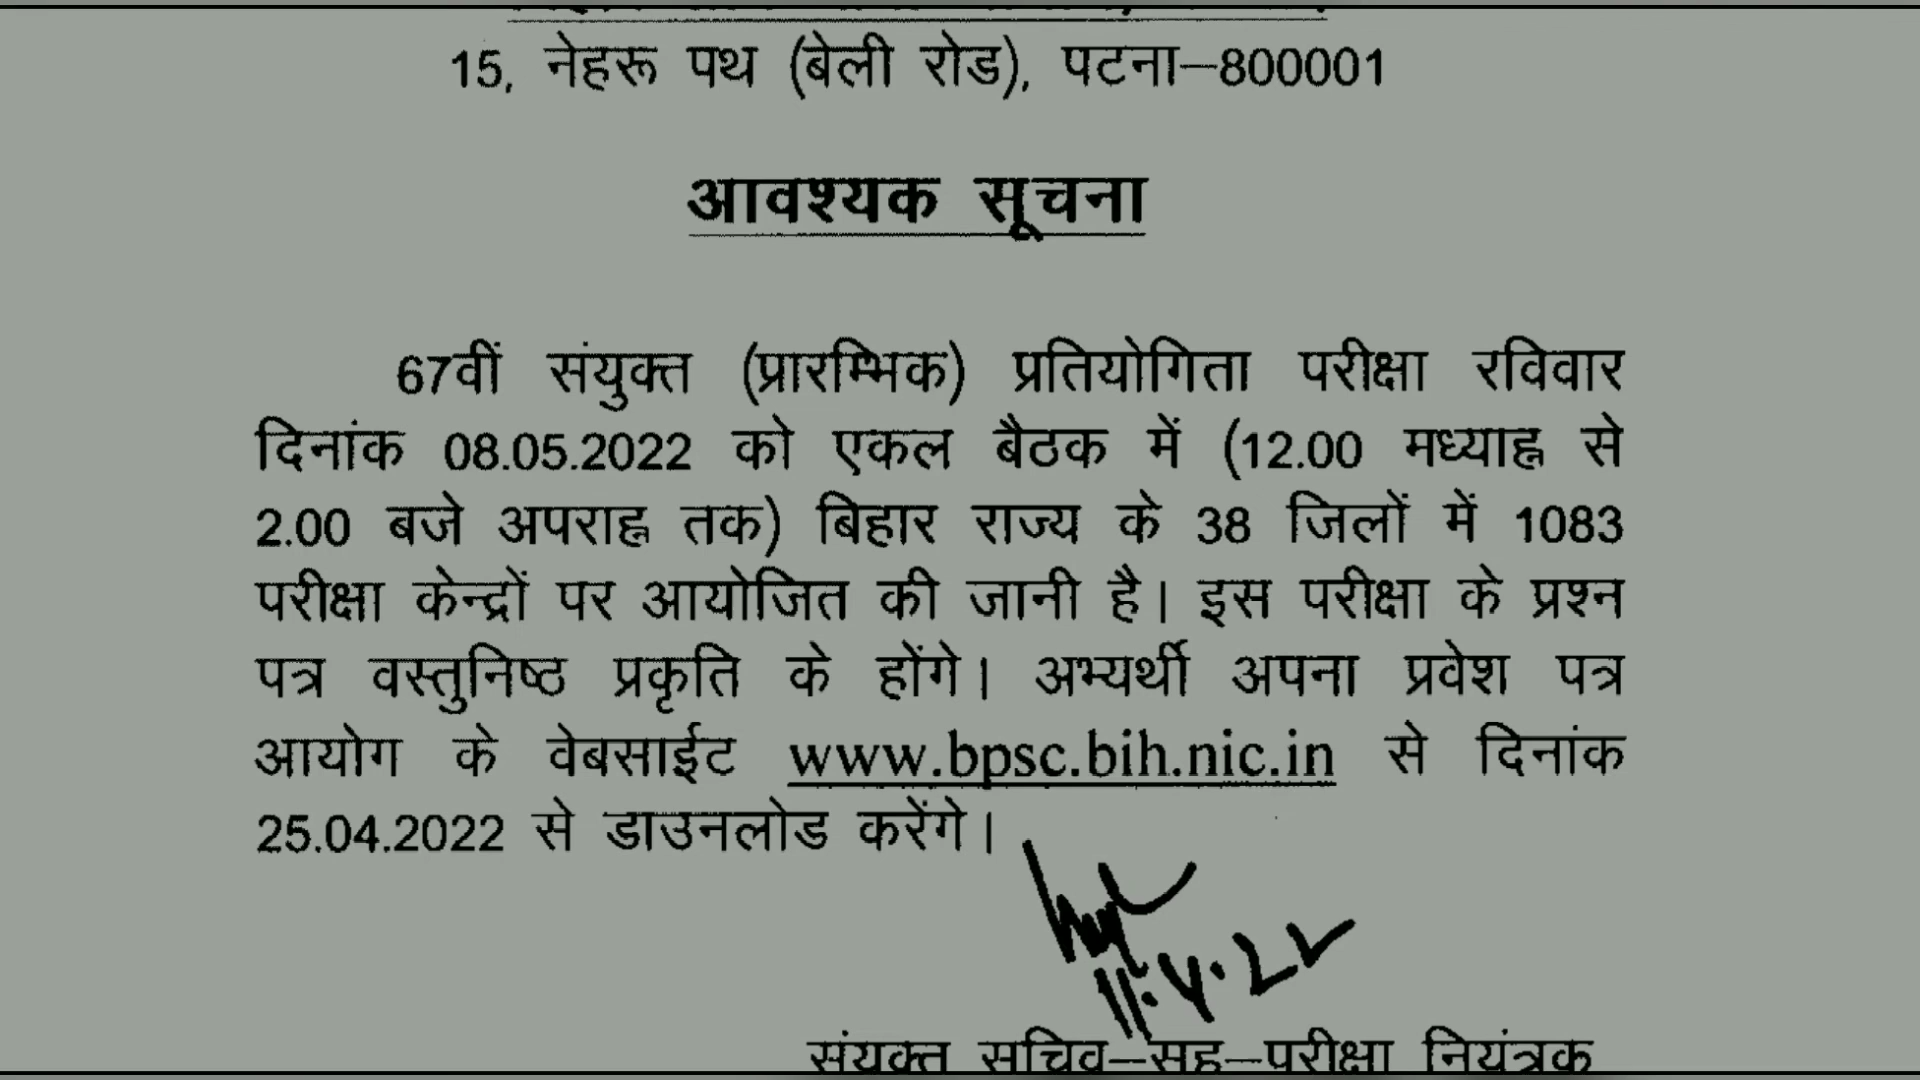 15, नेहरू पथ (बेली रोड), पटना–800001
आवश्यक सूचना
67वीं संयुक्त (प्रारम्भिक) प्रतियोगिता परीक्षा रविवार
दिनांक 08.05.2022 को एकल बैठक में (12.00 मध्याह्न से
2.00 बजे अपराह्न तक) बिहार राज्य के 38 जिलों में 1083
परीक्षा केन्द्रों पर आयोजित की जानी है। इस परीक्षा के प्रश्न
पत्र वस्तुनिष्ठ प्रकृति के होंगे। अभ्यर्थी अपना प्रवेश पत्र
आयोग के वेबसाईट www.bpsc.bih.nic.in से दिनांक
25.04.2022 से डाउनलोड करेंगे।
11.4.22
संयुक्त सचिव–सह–परीक्षा नियंत्रक